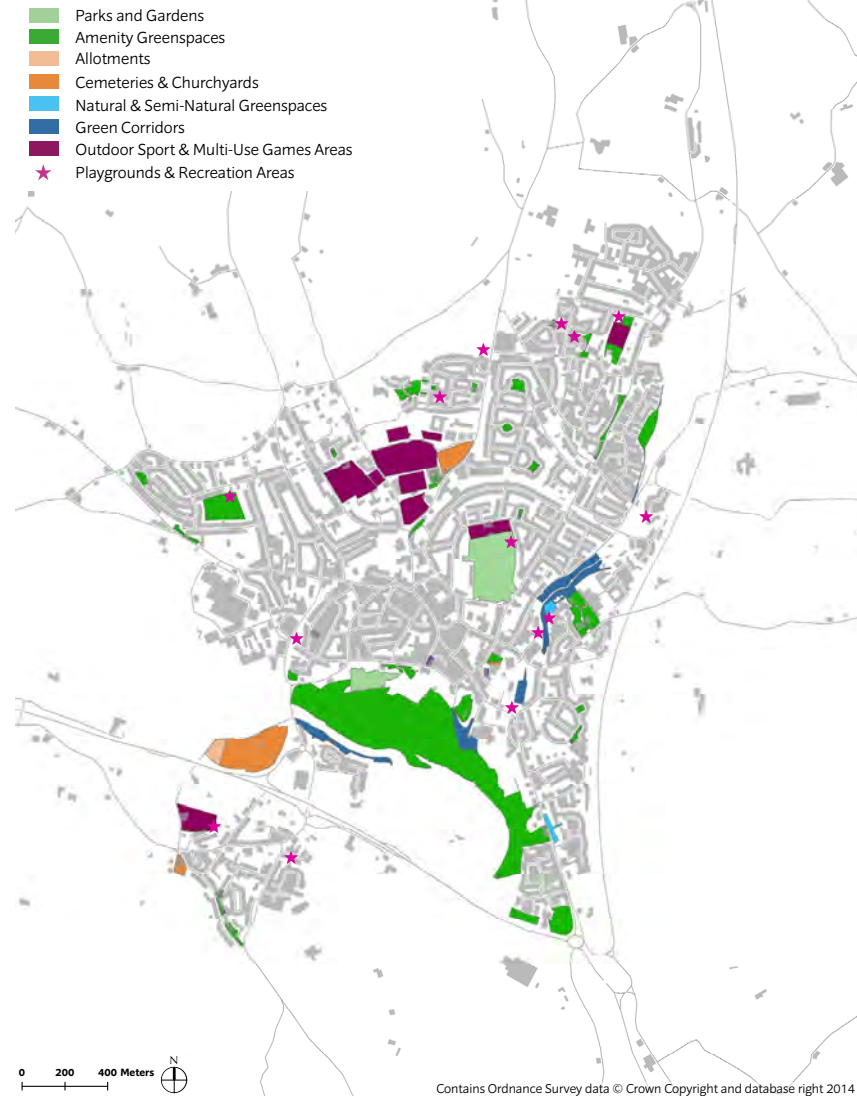 Parks and Gardens
Amenity Greenspaces
Allotments
Cemeteries & Churchyards
Natural & Semi-Natural Greenspaces
Green Corridors
Outdoor Sport & Multi-Use Games Areas
Playgrounds & Recreation Areas
N
0 200 400 Meters
Contains Ordnance Survey data © Crown Copyright and database right 2014